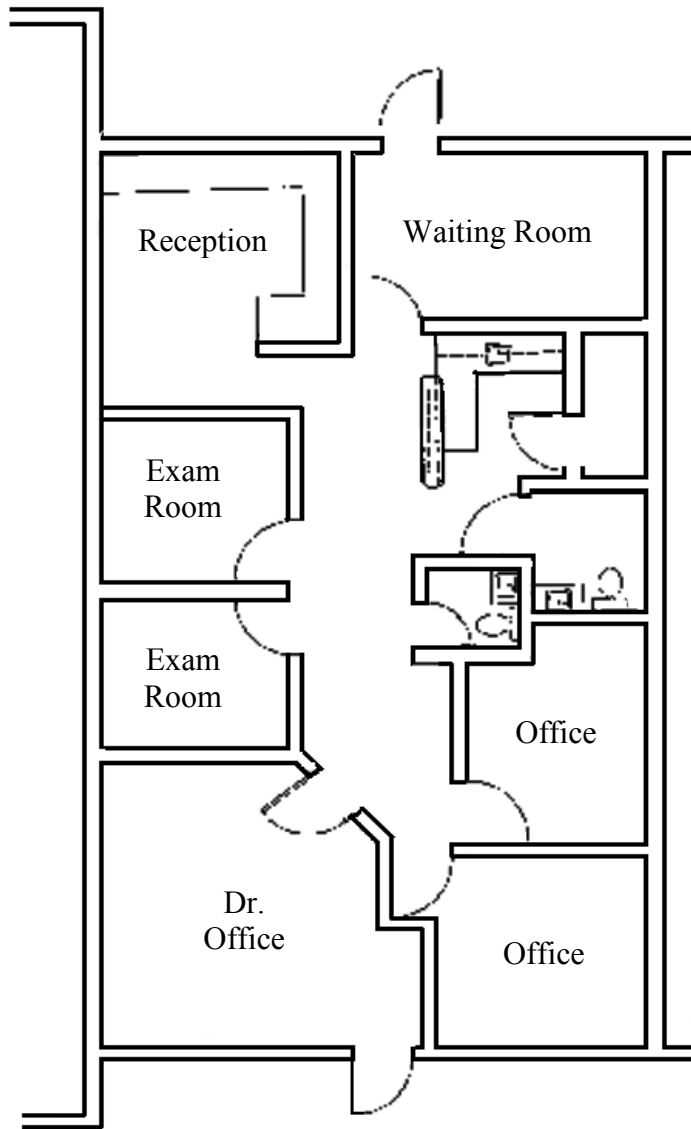 Reception
Waiting Room
Exam
Room
Exam
Room
Office
Dr.
Office
Office